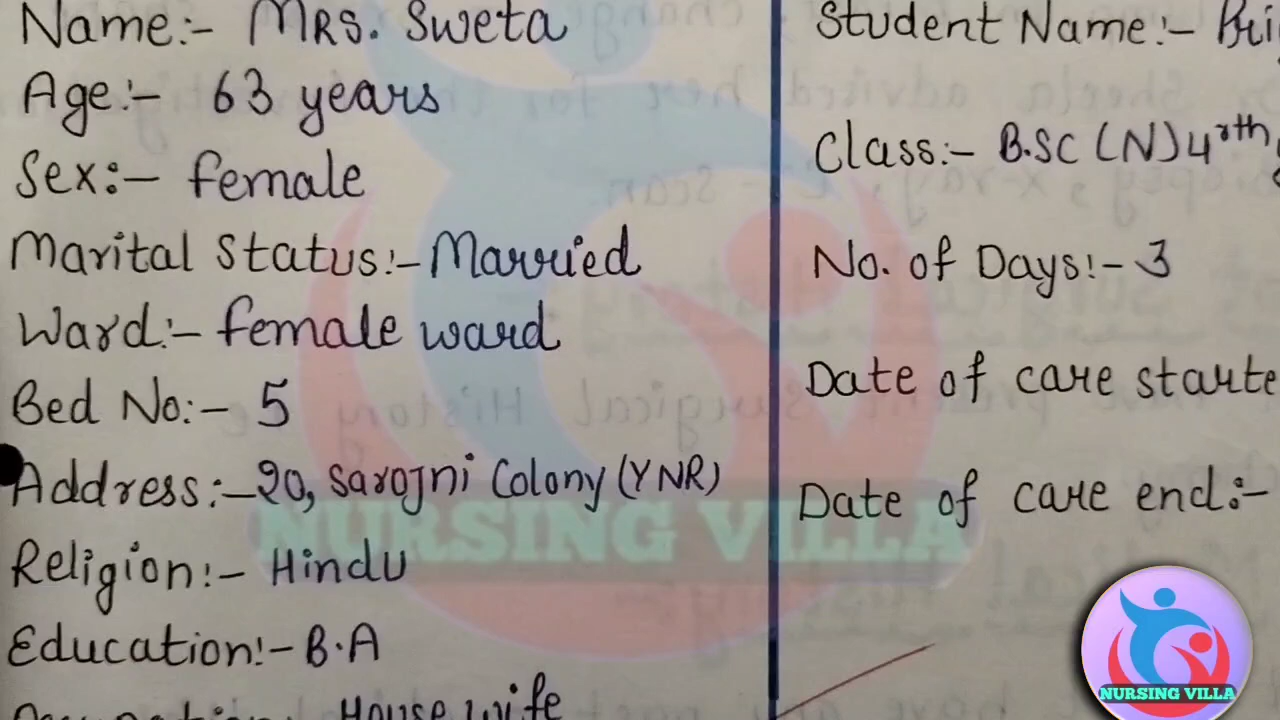 Name:- Mrs. Sweta
Age:- 63 years
Sex:- female
Marital Status:- Married
Ward:- female ward
Bed No:- 5
Address:- 20, Sarojni Colony (YNR)
Religion:- Hindu
Education:- B.A
House wife
Student Name:-
Class:- B.SC (N) 4rth
No. of Days:- 3
Date of care starte
Date of care end:-
NURSING VILLA
NURSING VILLA